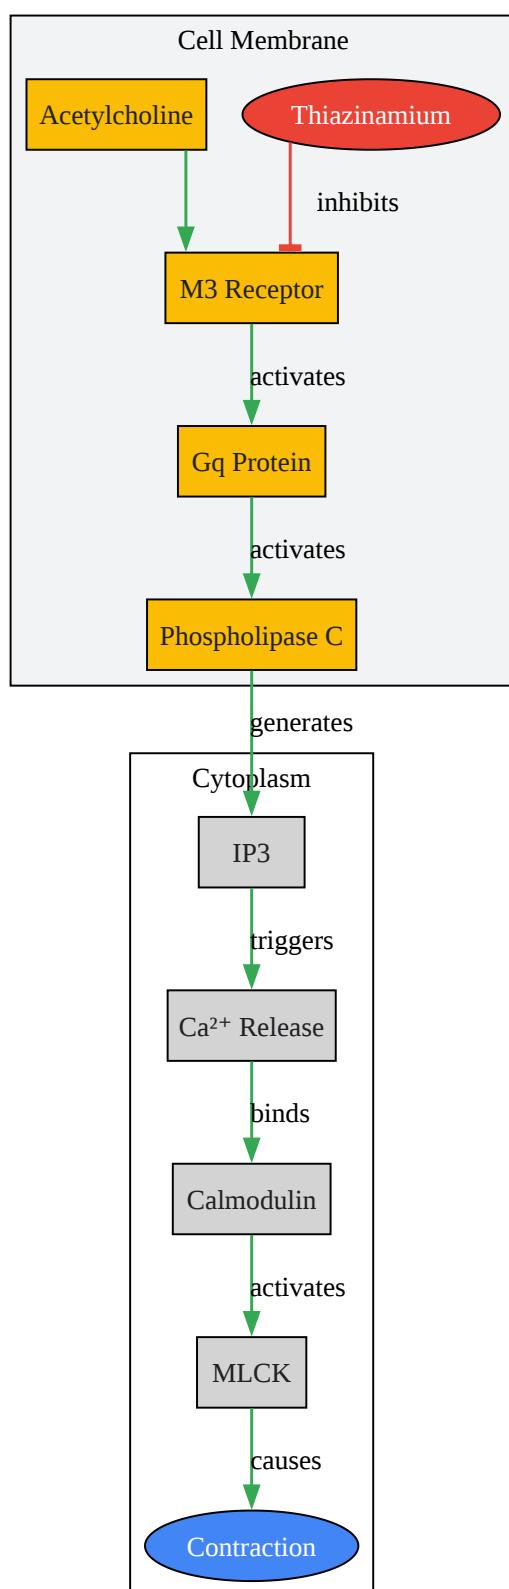 Cell Membrane
Acetylcholine
Thiazinamium
inhibits
M3 Receptor
activates
Gq Protein
activates
Phospholipase C
generates
Cytoplasm
IP3
triggers
Ca²⁺ Release
binds
Calmodulin
activates
MLCK
causes
Contraction